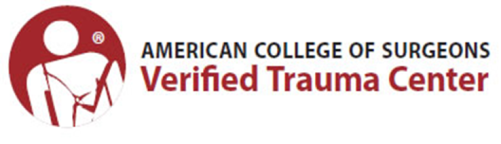 ®
AMERICAN COLLEGE OF SURGEONS
Verified Trauma Center